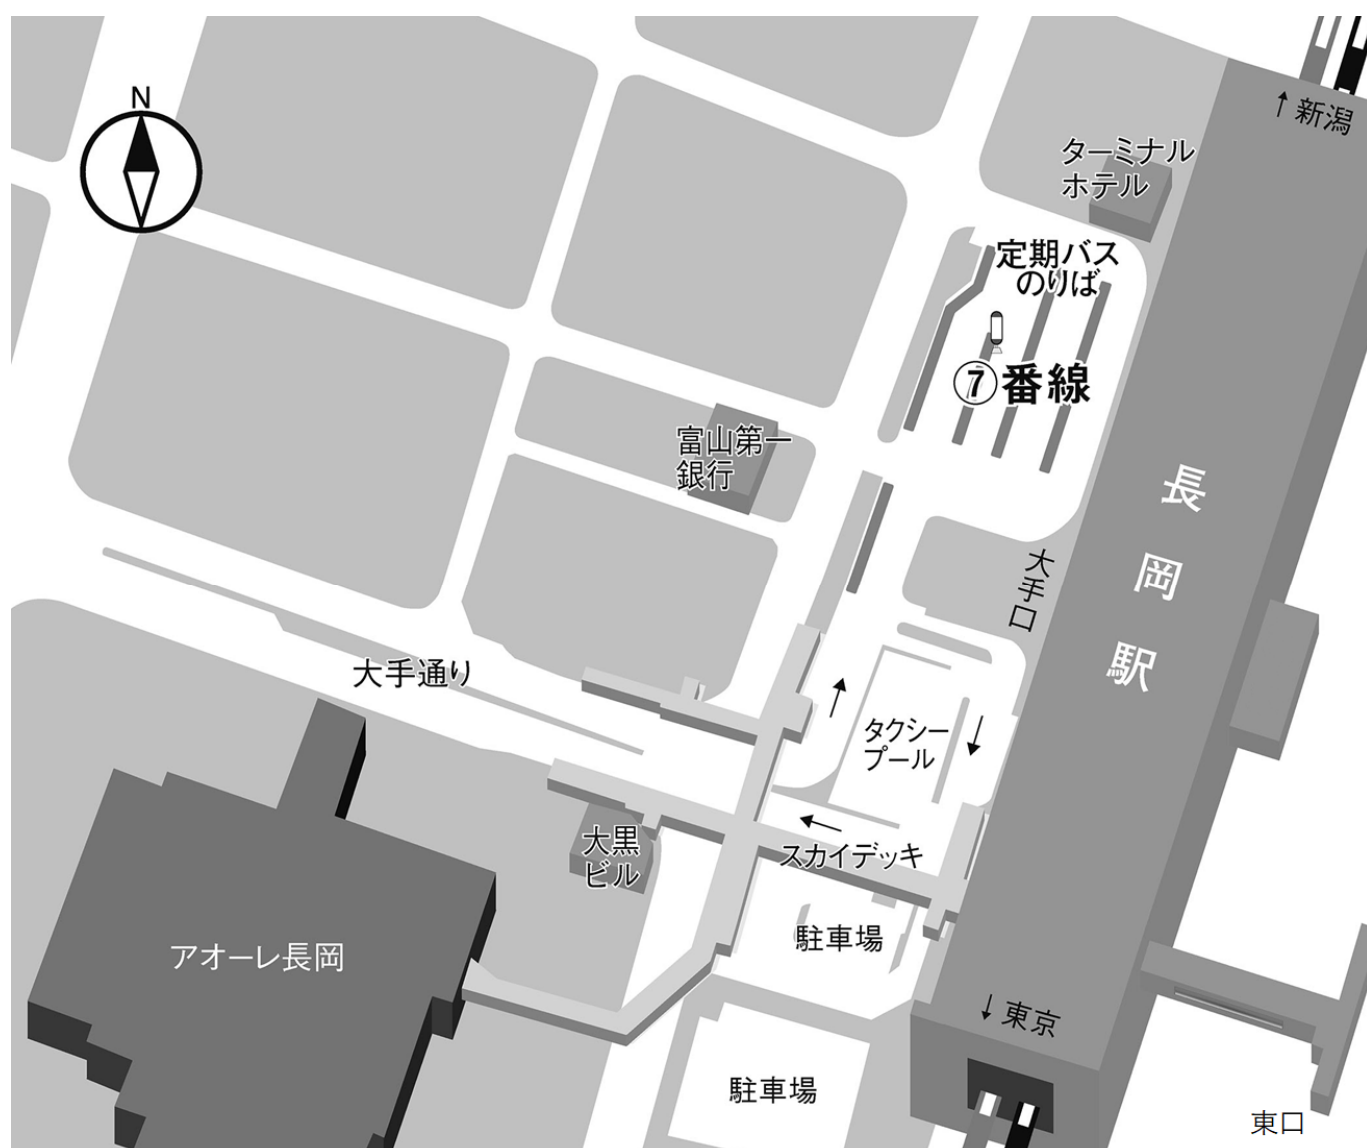 N
↑新潟
ターミナル
ホテル
定期バス
のりば
⑦番線
富山第一
銀行
長岡駅
大手口
大手通り
タクシー
プール
大黒
ビル
スカイデッキ
アオーレ長岡
駐車場
↓東京
駐車場
東口